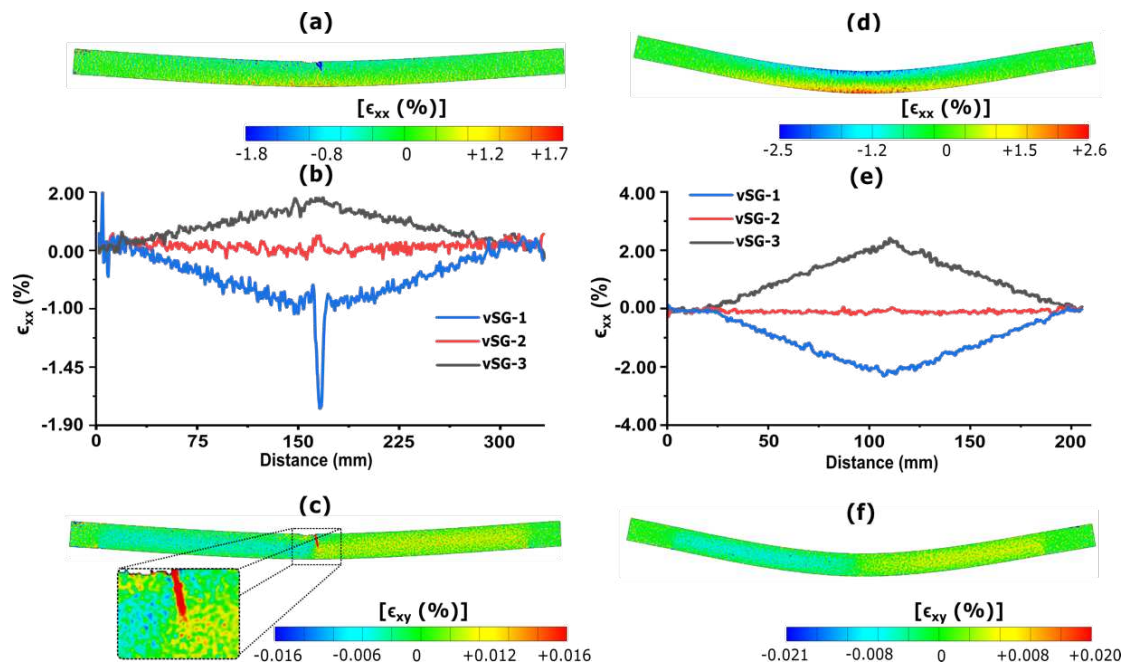 (a)
[ϵxx (%)]
-1.8 -0.8 0 +1.2 +1.7
(b)
2.00
0.00
-1.00
-1.45
-1.90
ϵxx (%)
vSG-1
vSG-2
vSG-3
0 75 150 225 300
Distance (mm)
(c)
[ϵxy (%)]
-0.016 -0.006 0 +0.012 +0.016
(d)
[ϵxx (%)]
-2.5 -1.2 0 +1.5 +2.6
(e)
4.00
2.00
0.00
-2.00
-4.00
ϵxx (%)
vSG-1
vSG-2
vSG-3
0 50 100 150 200
Distance (mm)
(f)
[ϵxy (%)]
-0.021 -0.008 0 +0.008 +0.020